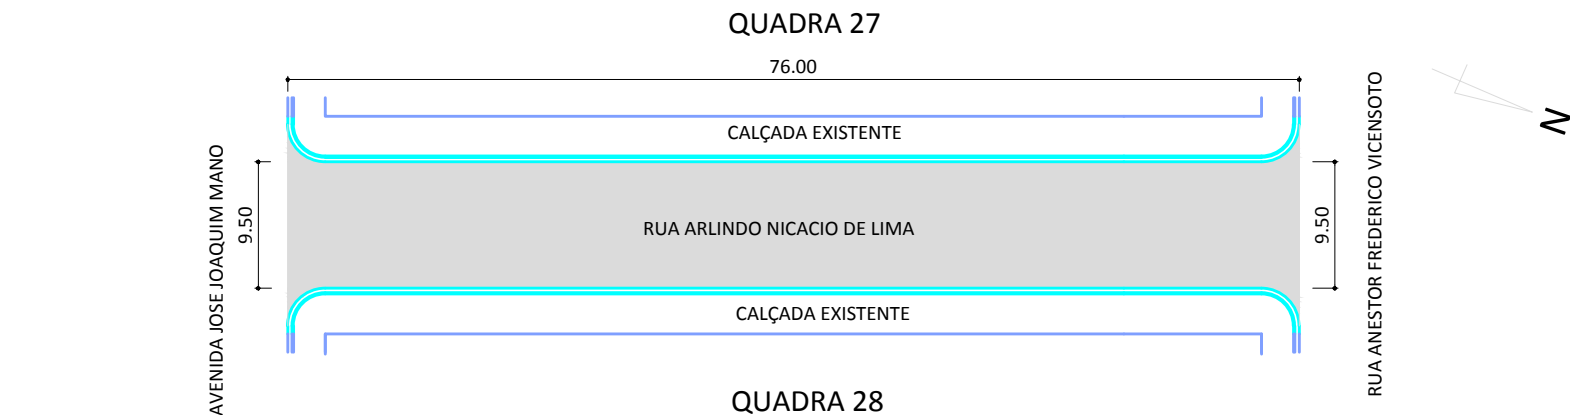 QUADRA 27
76.00
CALÇADA EXISTENTE
AVENIDA JOSE JOAQUIM MANO
9.50
RUA ARLINDO NICACIO DE LIMA
9.50
RUA ANESTOR FREDERICO VICENSOTO
N
CALÇADA EXISTENTE
QUADRA 28